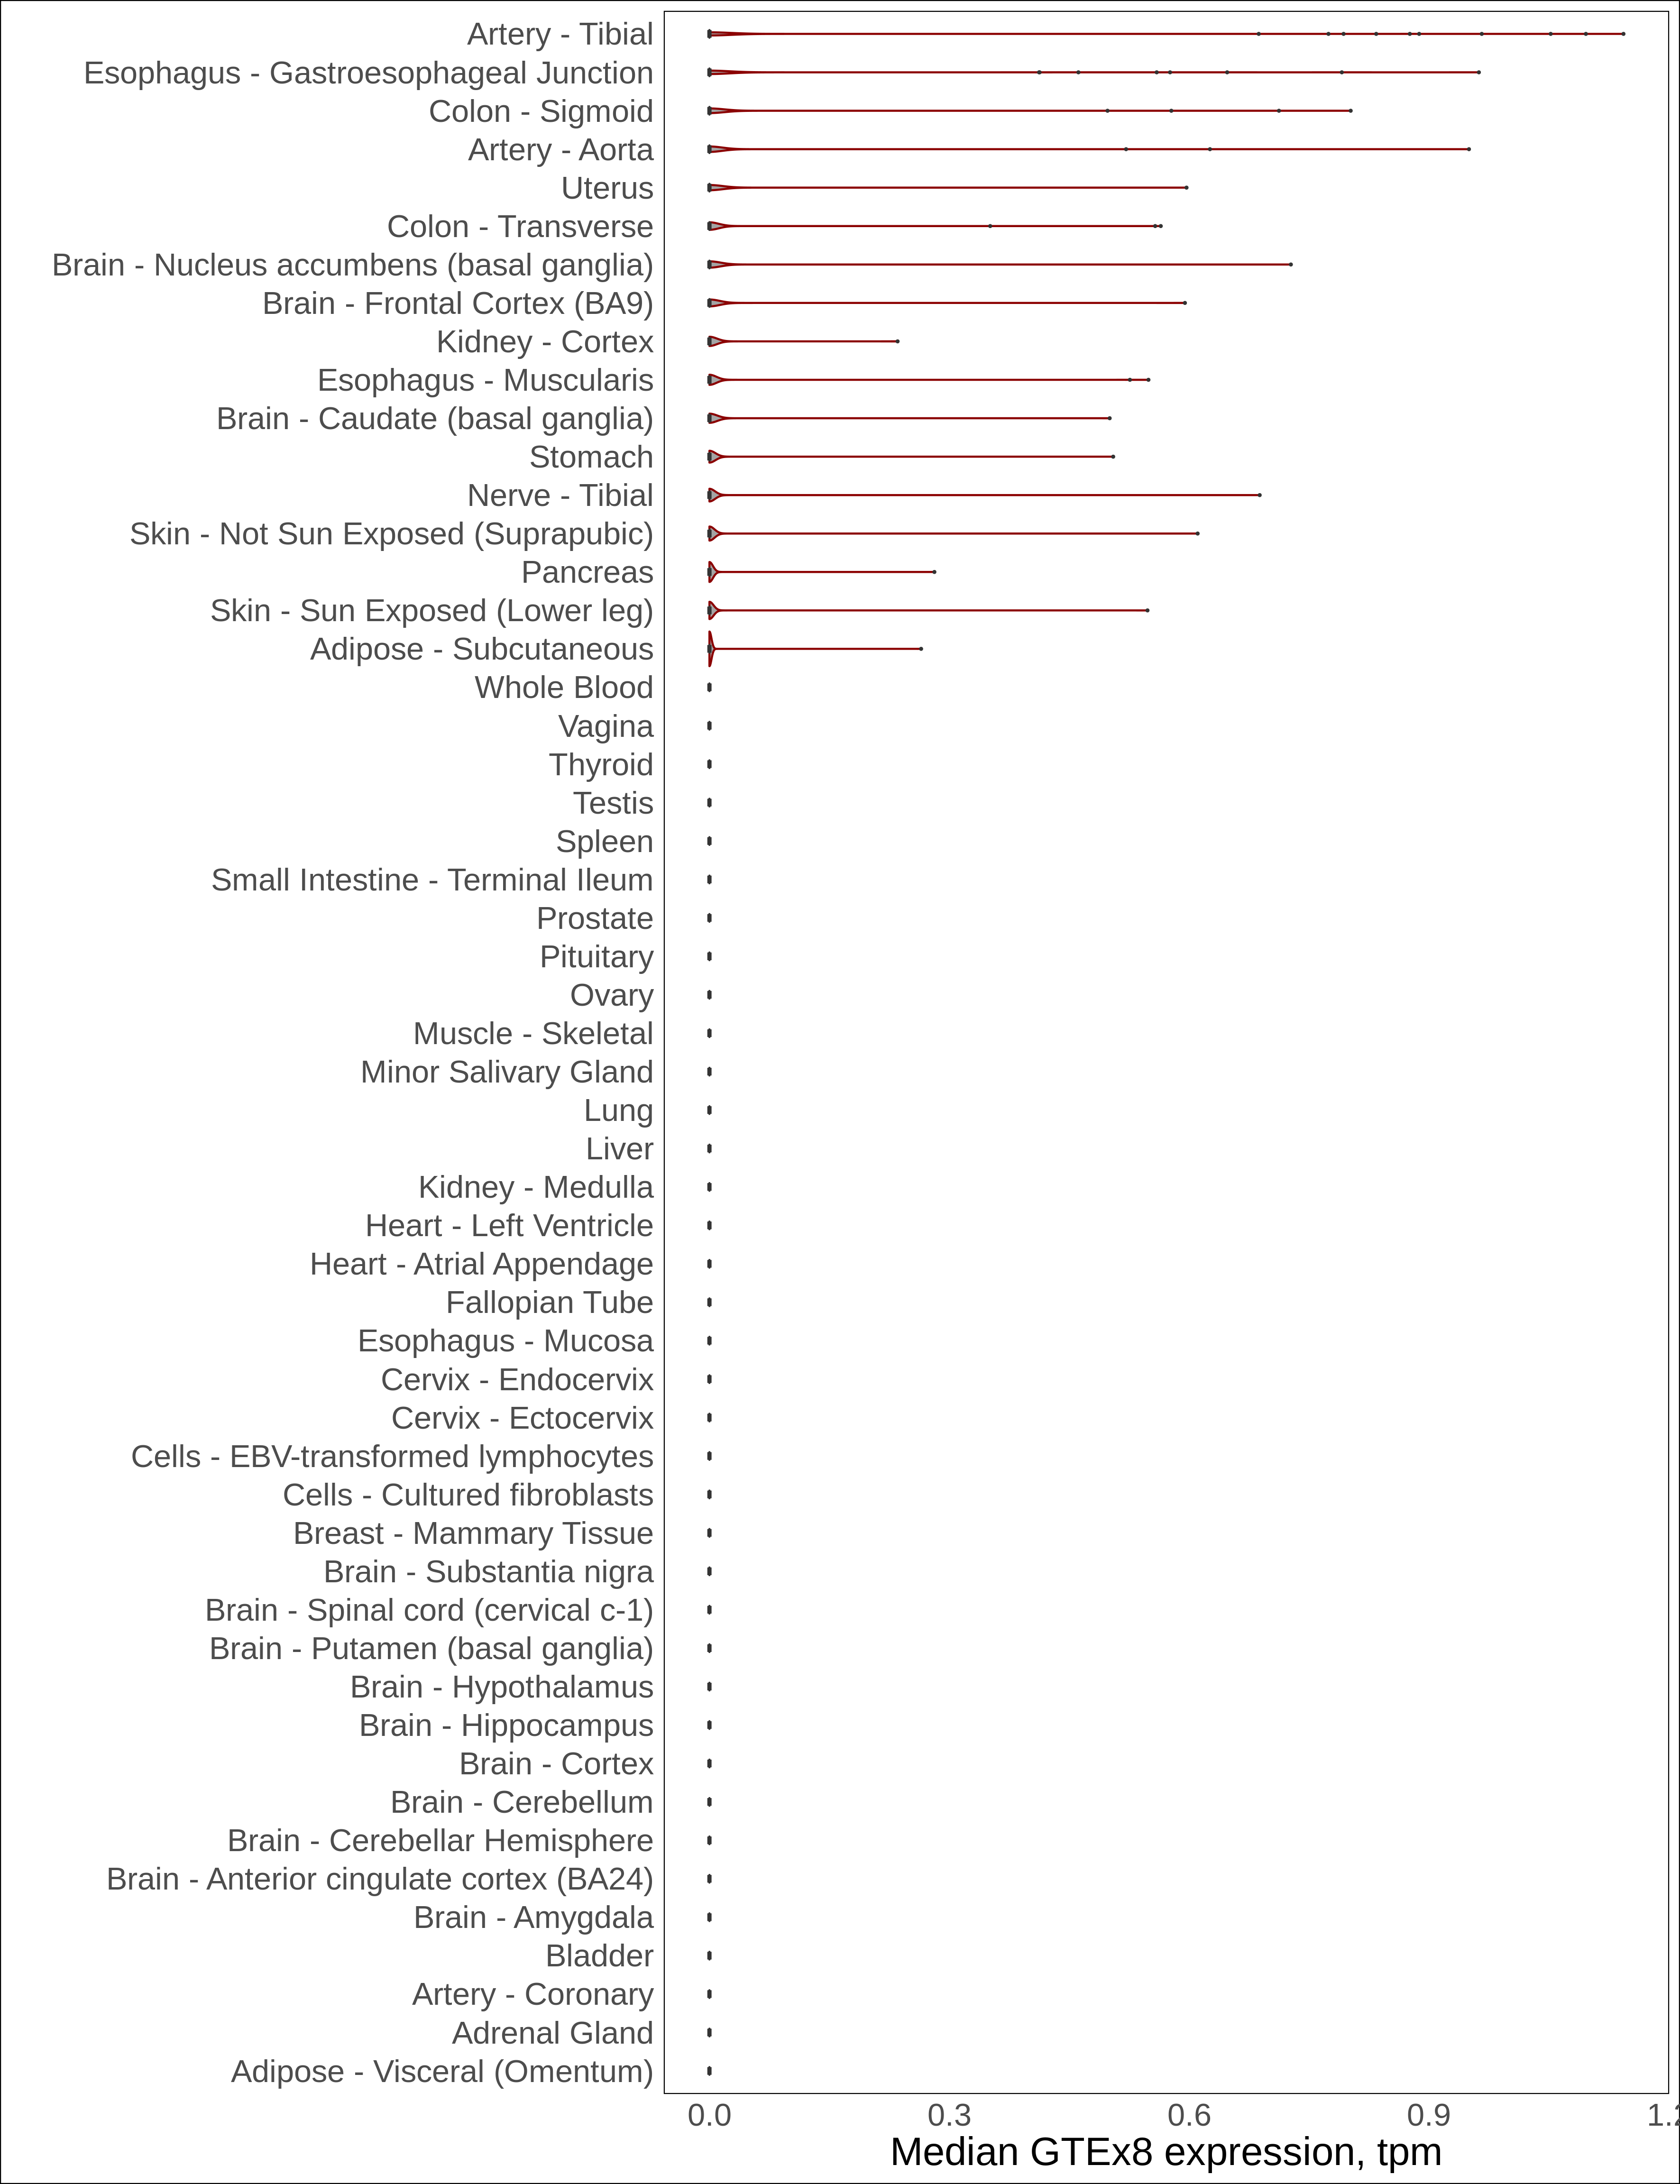 Artery - Tibial
Esophagus - Gastroesophageal Junction
Colon - Sigmoid
Artery - Aorta
Uterus
Colon - Transverse
Brain - Nucleus accumbens (basal ganglia)
Brain - Frontal Cortex (BA9)
Kidney - Cortex
Esophagus - Muscularis
Brain - Caudate (basal ganglia)
Stomach
Nerve - Tibial
Skin - Not Sun Exposed (Suprapubic)
Pancreas
Skin - Sun Exposed (Lower leg)
Adipose - Subcutaneous
Whole Blood
Vagina
Thyroid
Testis
Spleen
Small Intestine - Terminal Ileum
Prostate
Pituitary
Ovary
Muscle - Skeletal
Minor Salivary Gland
Lung
Liver
Kidney - Medulla
Heart - Left Ventricle
Heart - Atrial Appendage
Fallopian Tube
Esophagus - Mucosa
Cervix - Endocervix
Cervix - Ectocervix
Cells - EBV-transformed lymphocytes
Cells - Cultured fibroblasts
Breast - Mammary Tissue
Brain - Substantia nigra
Brain - Spinal cord (cervical c-1)
Brain - Putamen (basal ganglia)
Brain - Hypothalamus
Brain - Hippocampus
Brain - Cortex
Brain - Cerebellum
Brain - Cerebellar Hemisphere
Brain - Anterior cingulate cortex (BA24)
Brain - Amygdala
Bladder
Artery - Coronary
Adrenal Gland
Adipose - Visceral (Omentum)
0.0 0.3 0.6 0.9 1.2
Median GTEx8 expression, tpm